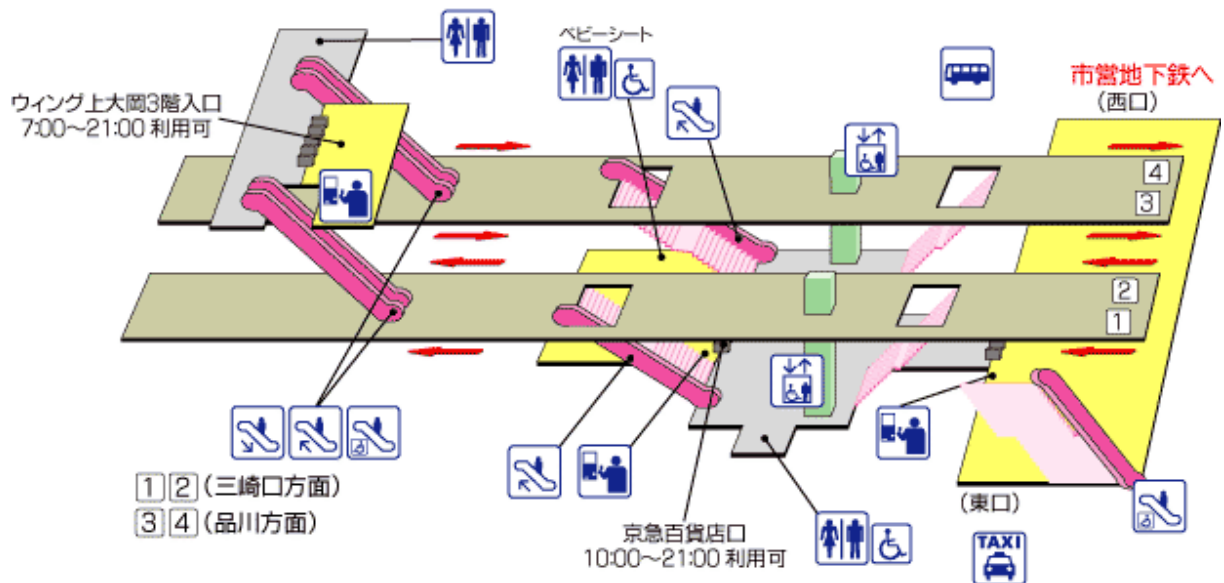 ベビーシート
ウィング上大岡3階入口
7:00～21:00 利用可
市営地下鉄へ
(西口)
4
3
2
1
1 2 (三崎口方面)
3 4 (品川方面)
京急百貨店口
10:00～21:00 利用可
(東口)
TAXI